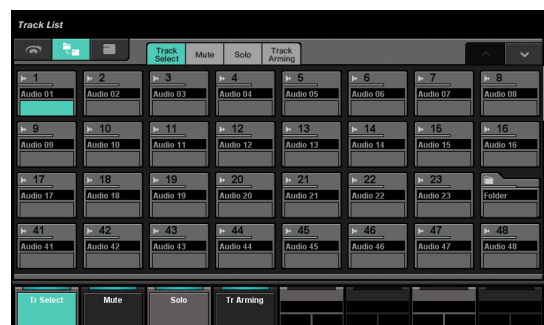 Track List
Track Select Mute Solo Track Arming
1 2 3 4 5 6 7 8
Audio 01 Audio 02 Audio 03 Audio 04 Audio 05 Audio 06 Audio 07 Audio 08
9 10 11 12 13 14 15 16
Audio 09 Audio 10 Audio 11 Audio 12 Audio 13 Audio 14 Audio 15 Audio 16
17 18 19 20 21 22 23
Audio 17 Audio 18 Audio 19 Audio 20 Audio 21 Audio 22 Audio 23 Folder
41 42 43 44 45 46 47 48
Audio 41 Audio 42 Audio 43 Audio 44 Audio 45 Audio 46 Audio 47 Audio 48
Tr Select Mute Solo Tr Arming